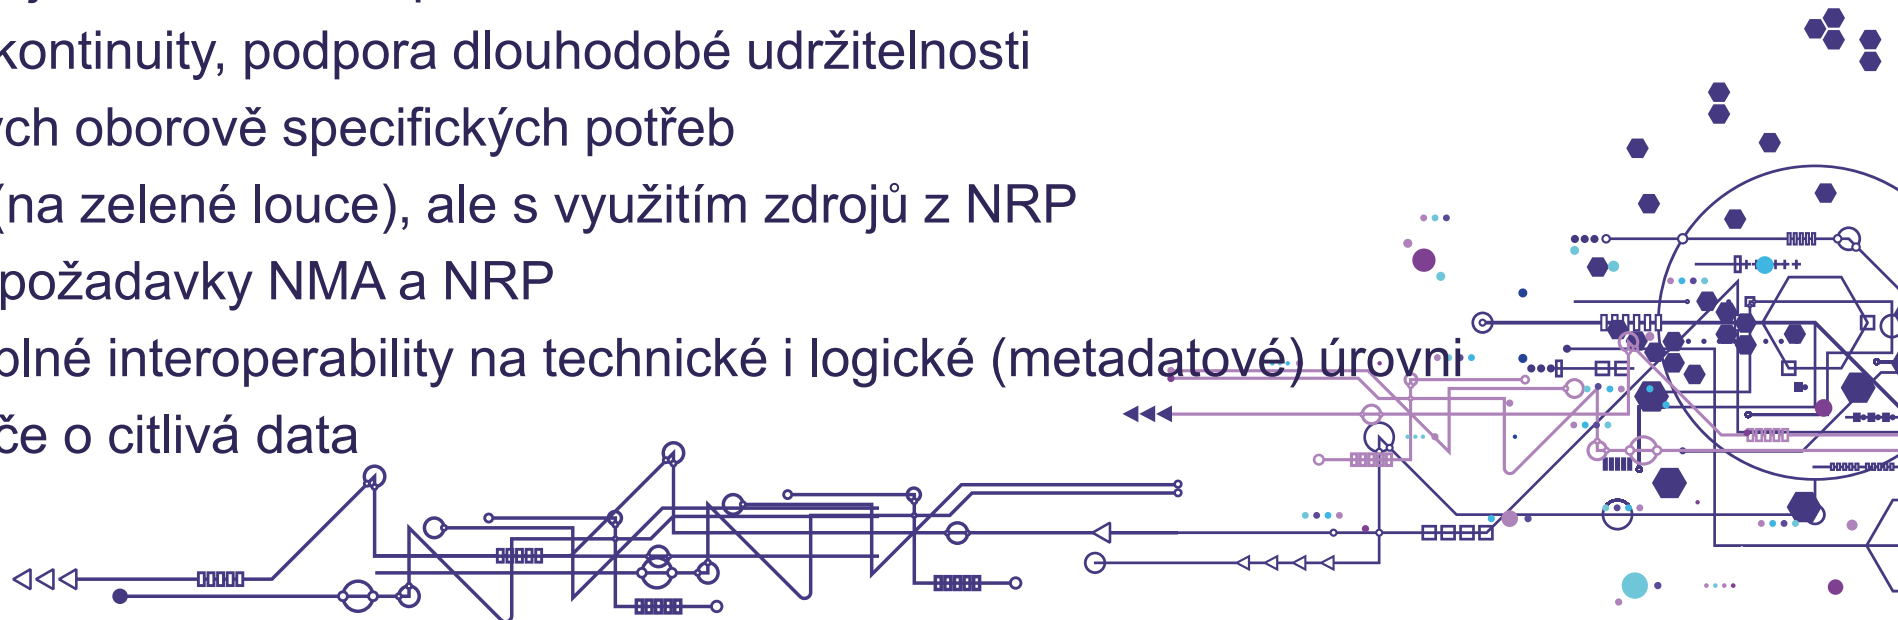 kontinuity, podpora dlouhodobé udržitelnosti
ých oborově specifických potřeb
(na zelené louce), ale s využitím zdrojů z NRP
požadavky NMA a NRP
plné interoperability na technické i logické (metadatové) úrovni
če o citlivá data